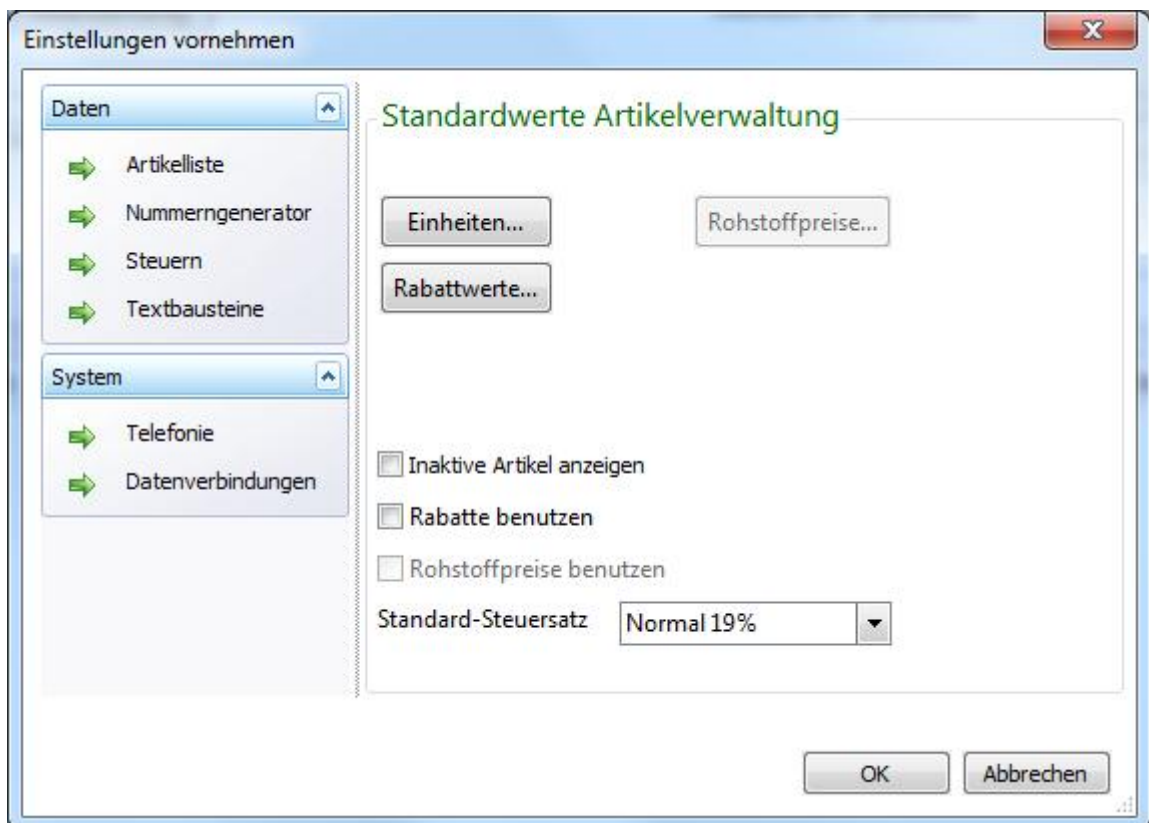 Einstellungen vornehmen
Daten
Artikelliste
Nummerngenerator
Steuern
Textbausteine
System
Telefonie
Datenverbindungen
Standardwerte Artikelverwaltung
Einheiten...
Rohstoffpreise...
Rabattwerte...
Inaktive Artikel anzeigen
Rabatte benutzen
Rohstoffpreise benutzen
Standard-Steuersatz
Normal 19%
OK
Abbrechen